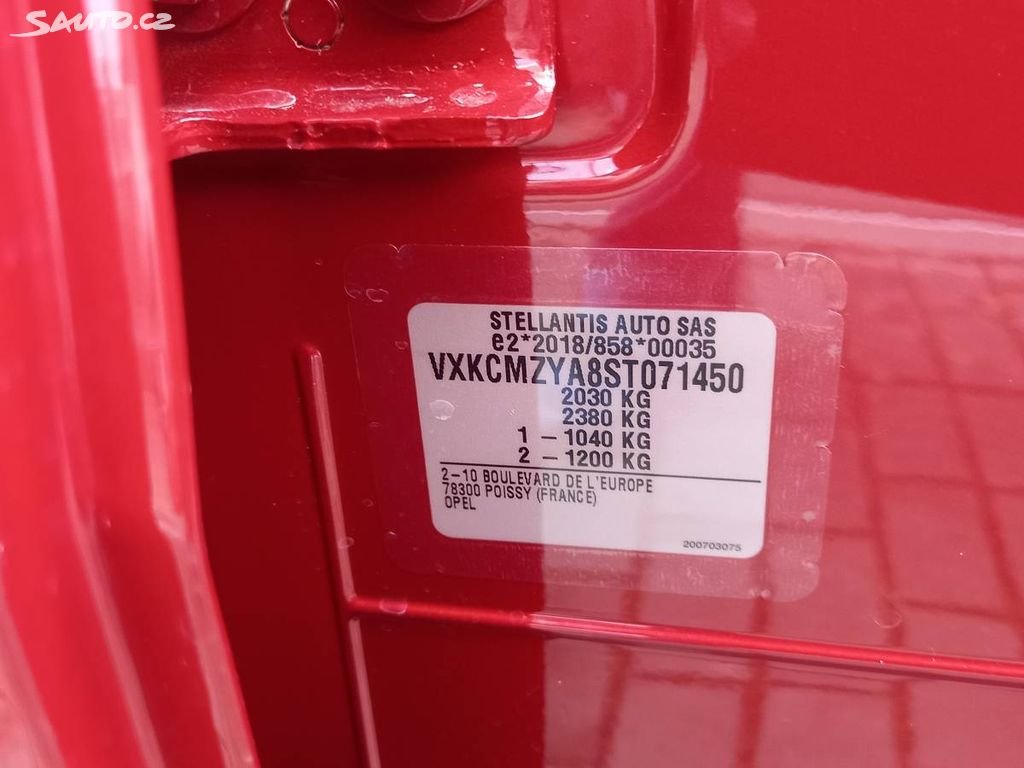 SAUTO.CZ
STELLANTIS AUTO SAS
e2*2018/858*00035
VXKCMZYA8ST071450
2030 KG
2380 KG
1 - 1040 KG
2 - 1200 KG
2-10 BOULEVARD DE L'EUROPE
78300 POISSY (FRANCE)
OPEL
200703075